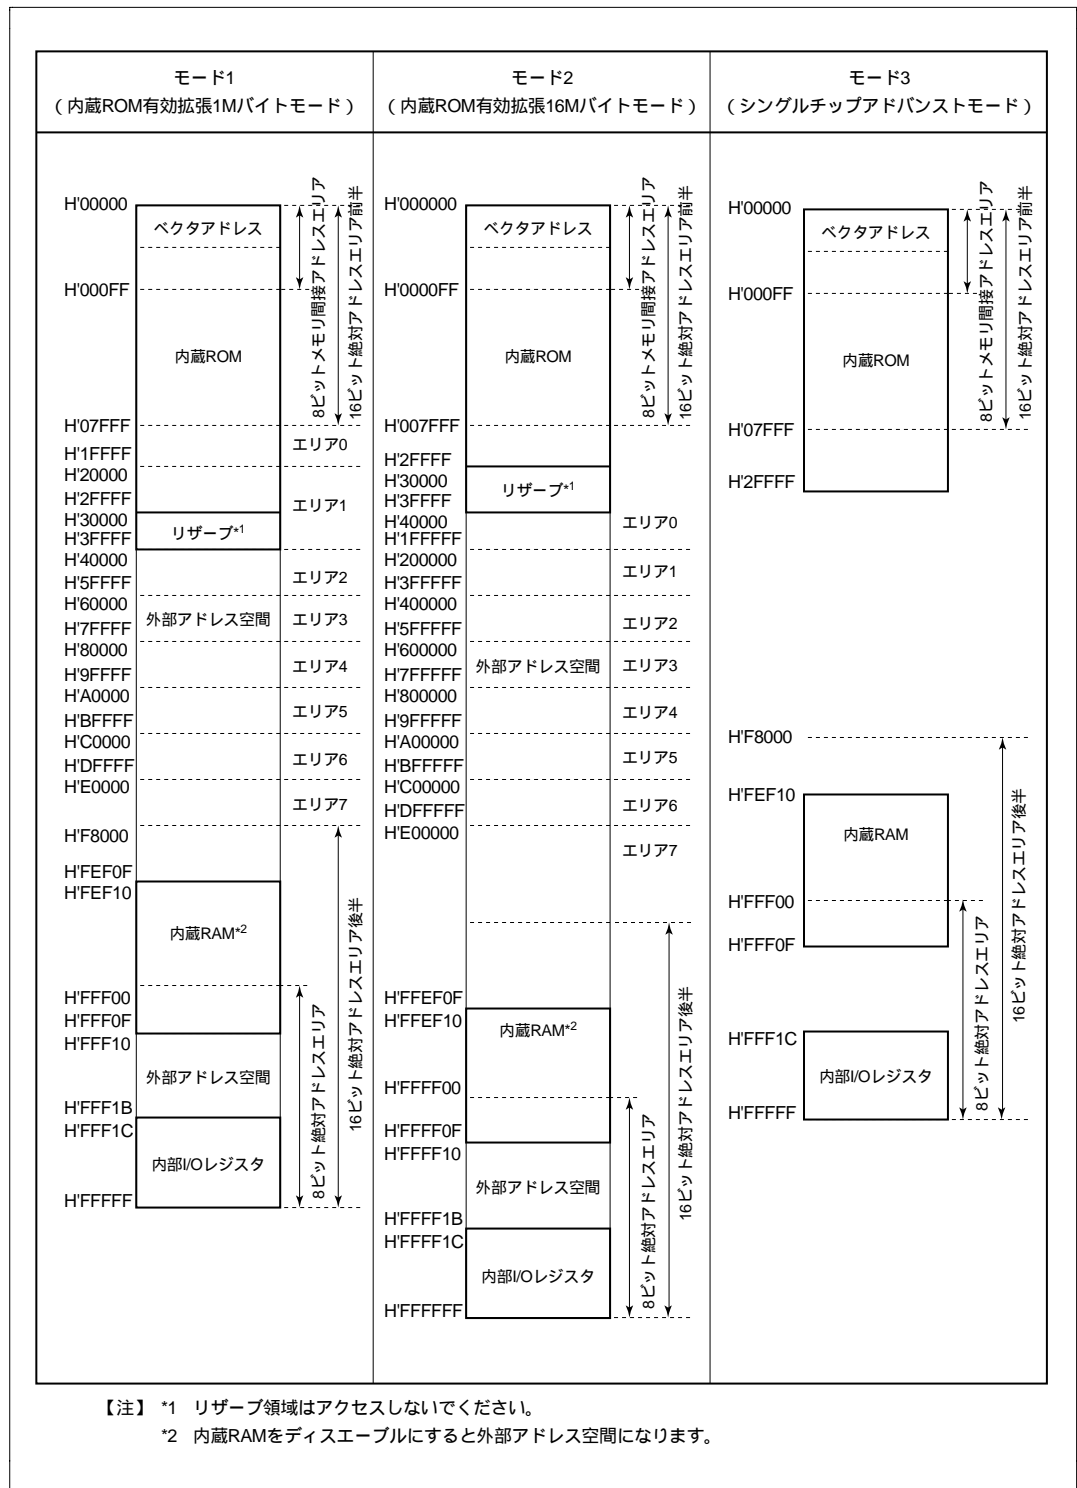 モード1
（内蔵ROM有効拡張1Mバイトモード）
H'00000
ベクタアドレス
H'000FF
内蔵ROM
H'07FFF
H'1FFFF
H'20000
H'2FFFF
H'30000
リザーブ*1
H'3FFFF
H'40000
H'5FFFF
H'60000
外部アドレス空間
H'7FFFF
H'80000
H'9FFFF
H'A0000
H'BFFFF
H'C0000
H'DFFFF
H'E0000
H'F8000
H'FEF0F
H'FEF10
内蔵RAM*2
H'FFF00
H'FFF0F
H'FFF10
外部アドレス空間
H'FFF1B
H'FFF1C
内部I/Oレジスタ
H'FFFFF
エリア0
エリア1
エリア2
エリア3
エリア4
エリア5
エリア6
エリア7
8ビットメモリ間接アドレスエリア
16ビット絶対アドレスエリア前半
8ビット絶対アドレスエリア
16ビット絶対アドレスエリア後半
モード2
（内蔵ROM有効拡張16Mバイトモード）
H'000000
ベクタアドレス
H'0000FF
内蔵ROM
H'007FFF
H'2FFFF
H'30000
リザーブ*1
H'3FFFF
H'40000
H'1FFFFF
H'200000
H'3FFFFF
H'400000
H'5FFFFF
H'600000
外部アドレス空間
H'7FFFFF
H'800000
H'9FFFFF
H'A00000
H'BFFFFF
H'C00000
H'DFFFFF
H'E00000
H'FFEF0F
H'FFEF10
内蔵RAM*2
H'FFFF00
H'FFFF0F
H'FFFF10
外部アドレス空間
H'FFFF1B
H'FFFF1C
内部I/Oレジスタ
H'FFFFFF
エリア0
エリア1
エリア2
エリア3
エリア4
エリア5
エリア6
エリア7
8ビットメモリ間接アドレスエリア
16ビット絶対アドレスエリア前半
8ビット絶対アドレスエリア
16ビット絶対アドレスエリア後半
モード3
（シングルチップアドバンストモード）
H'00000
ベクタアドレス
H'000FF
内蔵ROM
H'07FFF
H'2FFFF
H'F8000
H'FEF10
内蔵RAM
H'FFF00
H'FFF0F
H'FFF1C
内部I/Oレジスタ
H'FFFFF
8ビットメモリ間接アドレスエリア
16ビット絶対アドレスエリア前半
8ビット絶対アドレスエリア
16ビット絶対アドレスエリア後半
【注】 *1 リザーブ領域はアクセスしないでください。
*2 内蔵RAMをディスエーブルにすると外部アドレス空間になります。